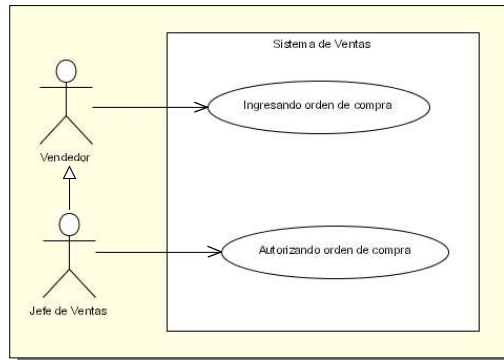 Sistema de Ventas
Ingresando orden de compra
Vendedor
Autorizando orden de compra
Jefe de Ventas